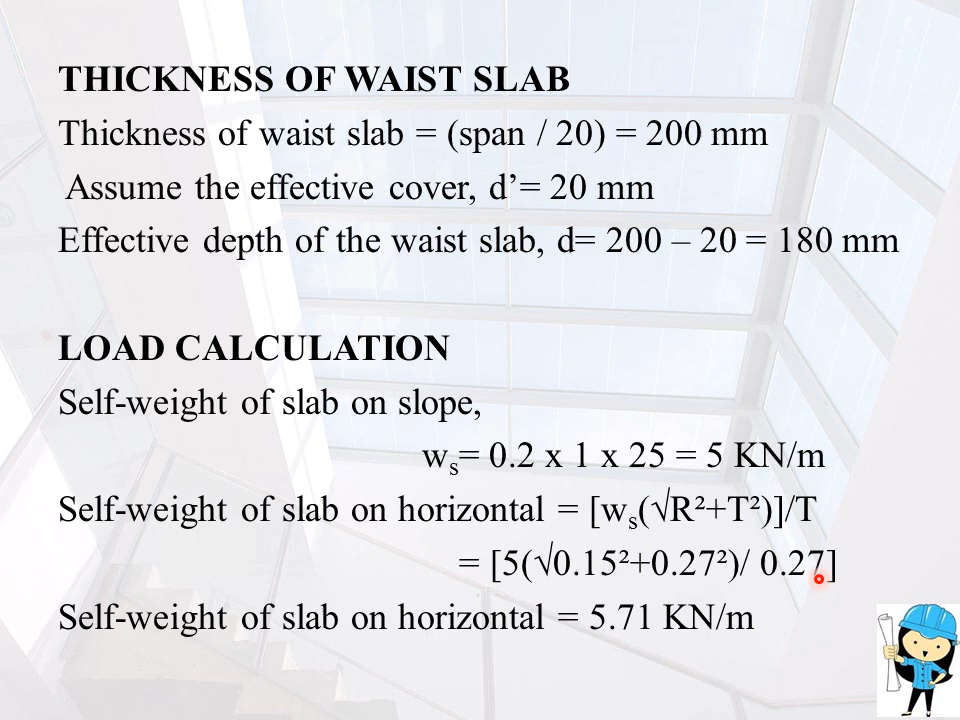 THICKNESS OF WAIST SLAB
Thickness of waist slab = (span / 20) = 200 mm
Assume the effective cover, d’= 20 mm
Effective depth of the waist slab, d= 200 – 20 = 180 mm
LOAD CALCULATION
Self-weight of slab on slope,
wₛ= 0.2 x 1 x 25 = 5 KN/m
Self-weight of slab on horizontal = [wₛ(√R²+T²)]/T
= [5(√0.15²+0.27²)/ 0.27]
Self-weight of slab on horizontal = 5.71 KN/m